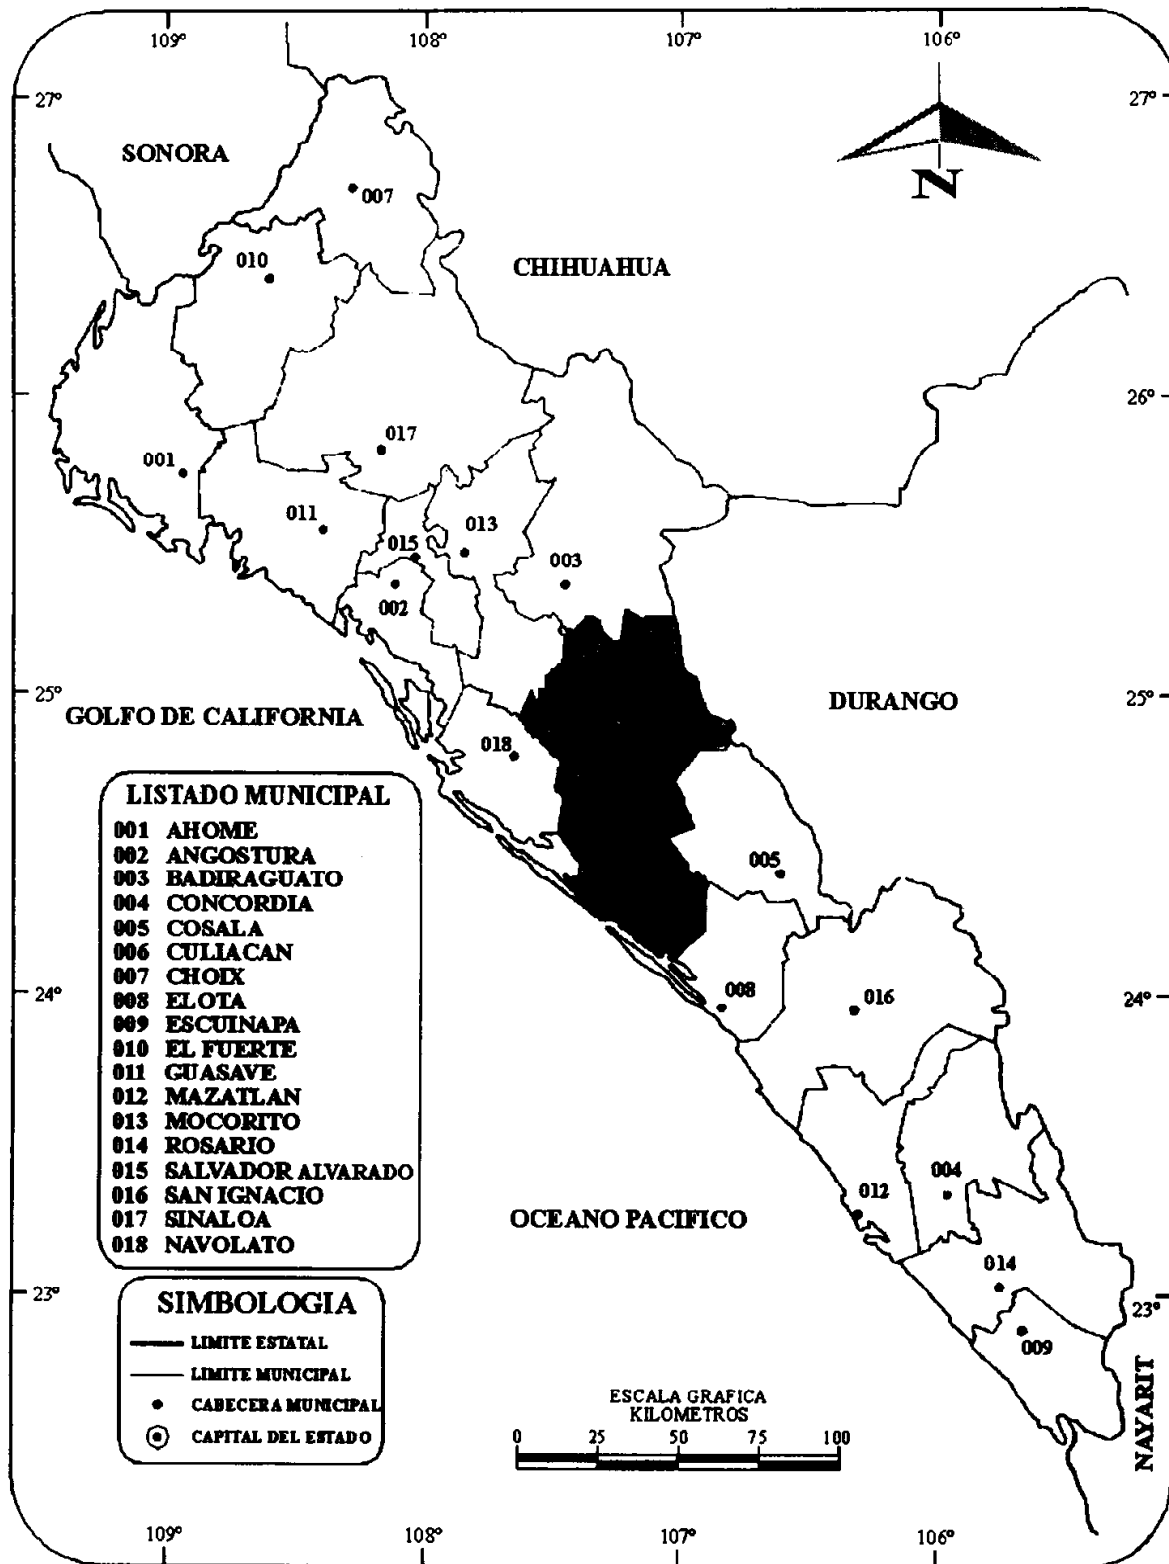 109° 108° 107° 106°
27° 27°
SONORA
007
N
010
CHIHUAHUA
26°
017
001
011
013
015
003
002
25° 25°
DURANGO
GOLFO DE CALIFORNIA
018
LISTADO MUNICIPAL
001 AHOME
002 ANGOSTURA
003 BADIRAGUATO
004 CONCORDIA
005 COSALA
006 CULIACAN
007 CHOIX
008 ELOTA
009 ESCUINAPA
010 EL FUERTE
011 GUASAVE
012 MAZATLAN
013 MOCORITO
014 ROSARIO
015 SALVADOR ALVARADO
016 SAN IGNACIO
017 SINALOA
018 NAVOLATO
005
008
016
24° 24°
004
012
OCEANO PACIFICO
014
23° 23°
009
NAYARIT
SIMBOLOGIA
LIMITE ESTATAL
LIMITE MUNICIPAL
CABECERA MUNICIPAL
CAPITAL DEL ESTADO
ESCALA GRAFICA
KILOMETROS
0 25 50 75 100
109° 108° 107° 106°